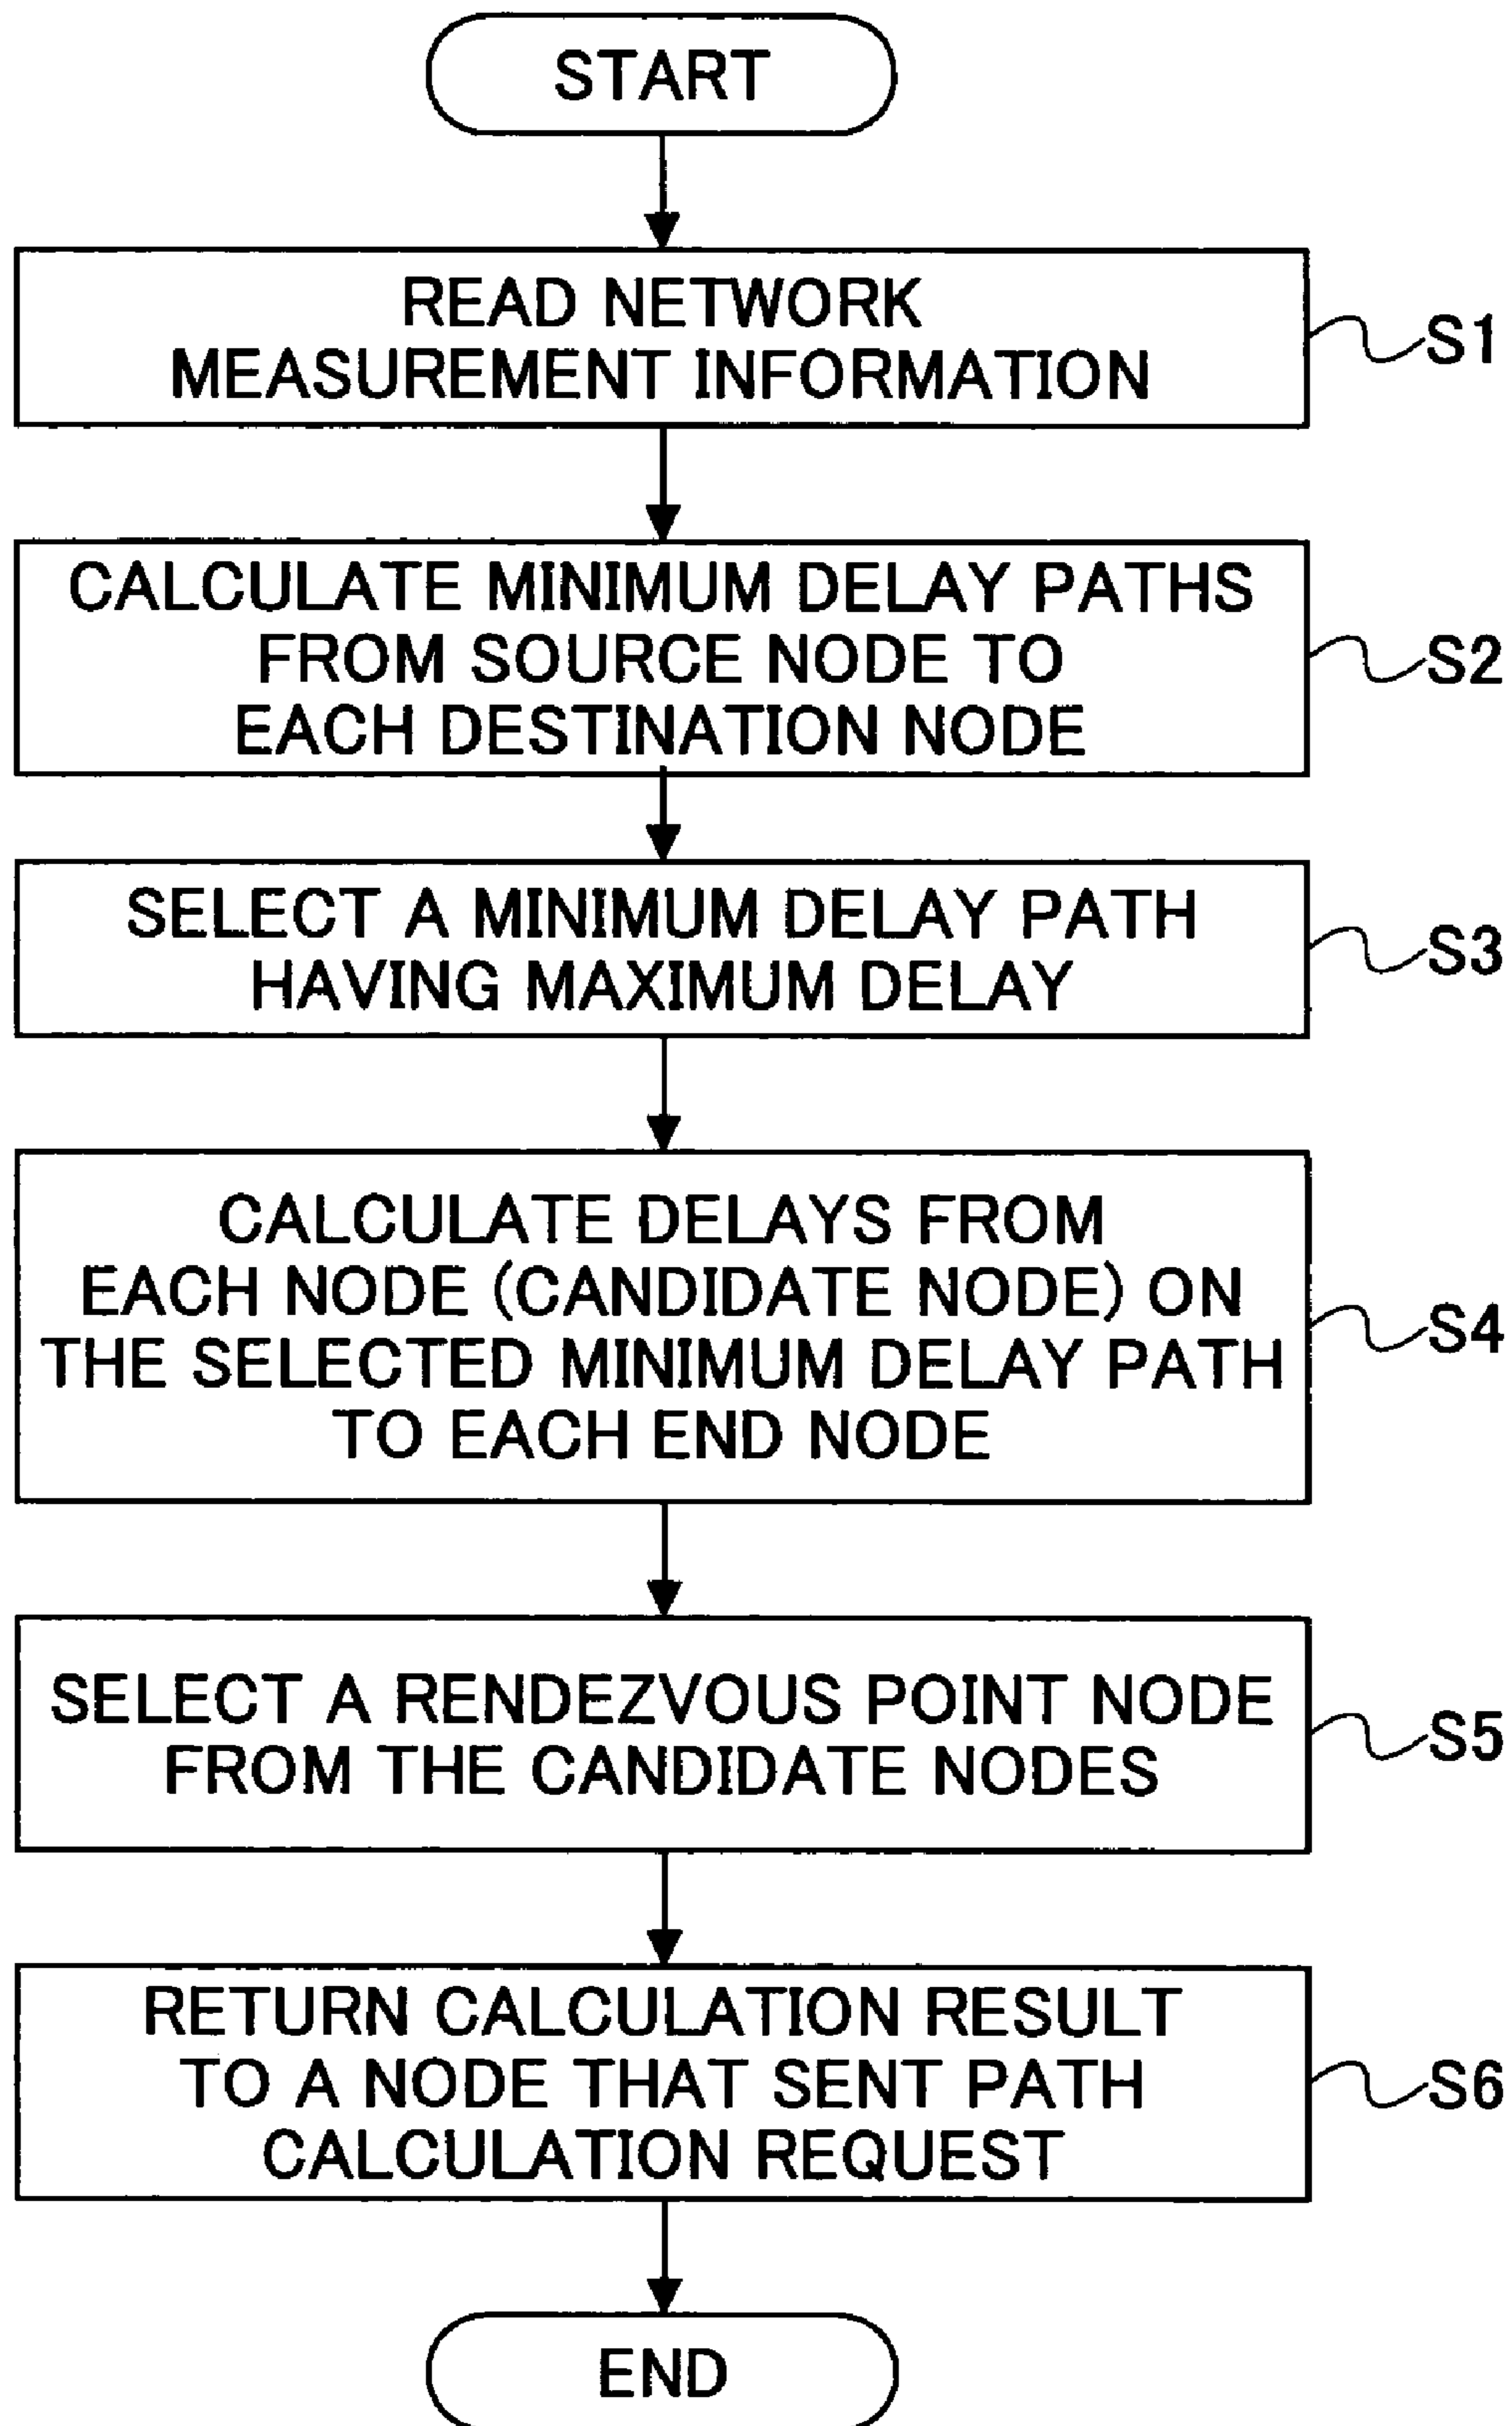 START
READ NETWORK
MEASUREMENT INFORMATION
S1
CALCULATE MINIMUM DELAY PATHS
FROM SOURCE NODE TO
EACH DESTINATION NODE
S2
SELECT A MINIMUM DELAY PATH
HAVING MAXIMUM DELAY
S3
CALCULATE DELAYS FROM
EACH NODE (CANDIDATE NODE) ON
THE SELECTED MINIMUM DELAY PATH
TO EACH END NODE
S4
SELECT A RENDEZVOUS POINT NODE
FROM THE CANDIDATE NODES
S5
RETURN CALCULATION RESULT
TO A NODE THAT SENT PATH
CALCULATION REQUEST
S6
END